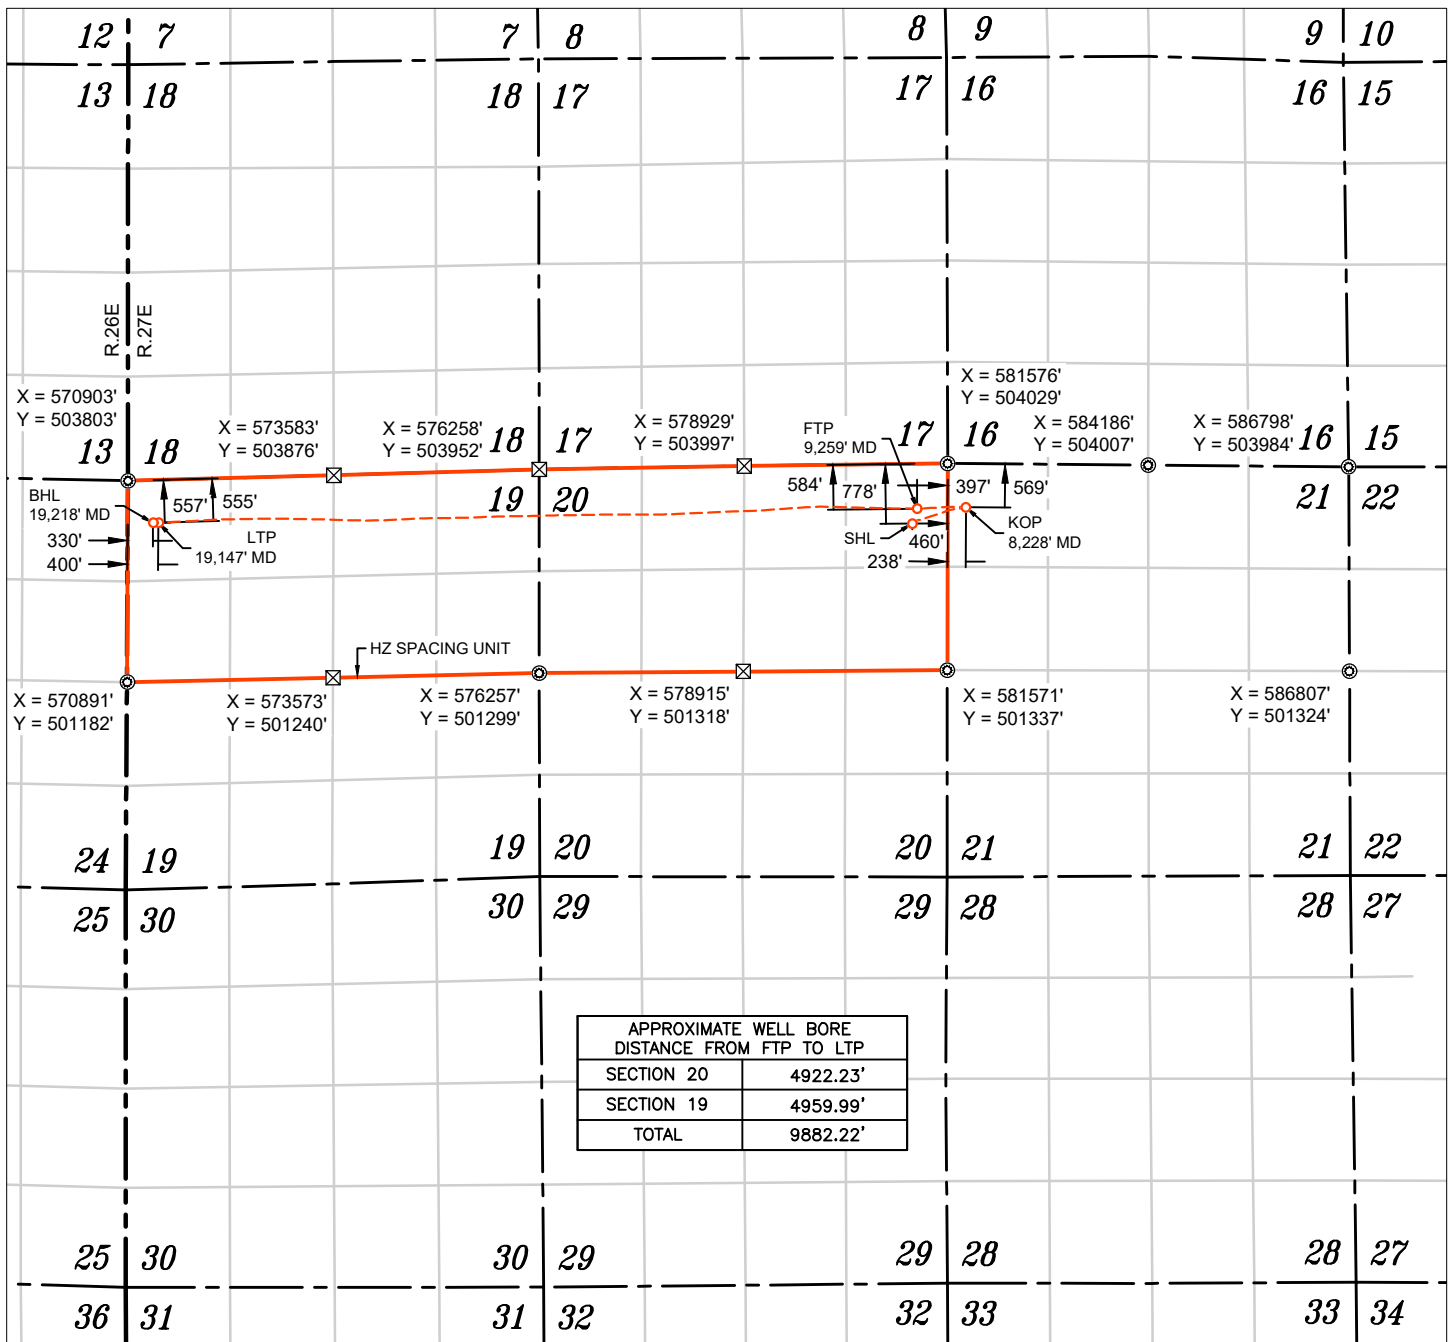 12 7
7 8
8 9
9 10
13 18
18 17
17 16
16 15
R.26E
R.27E
X = 570903'
Y = 503803'
X = 573583'
Y = 503876'
X = 576258'
Y = 503952'
X = 578929'
Y = 503997'
X = 581576'
Y = 504029'
X = 584186'
Y = 504007'
X = 586798'
Y = 503984'
13 18
18 17
17 16
16 15
19 20
21 22
FTP
9,259' MD
BHL
19,218' MD
557'
555'
330'
400'
LTP
19,147' MD
584'
778'
397'
569'
SHL
460'
238'
KOP
8,228' MD
HZ SPACING UNIT
X = 570891'
Y = 501182'
X = 573573'
Y = 501240'
X = 576257'
Y = 501299'
X = 578915'
Y = 501318'
X = 581571'
Y = 501337'
X = 586807'
Y = 501324'
24 19
19 20
20 21
21 22
25 30
30 29
29 28
28 27
APPROXIMATE WELL BORE
DISTANCE FROM FTP TO LTP
SECTION 20 4922.23'
SECTION 19 4959.99'
TOTAL 9882.22'
25 30
30 29
29 28
28 27
36 31
31 32
32 33
33 34